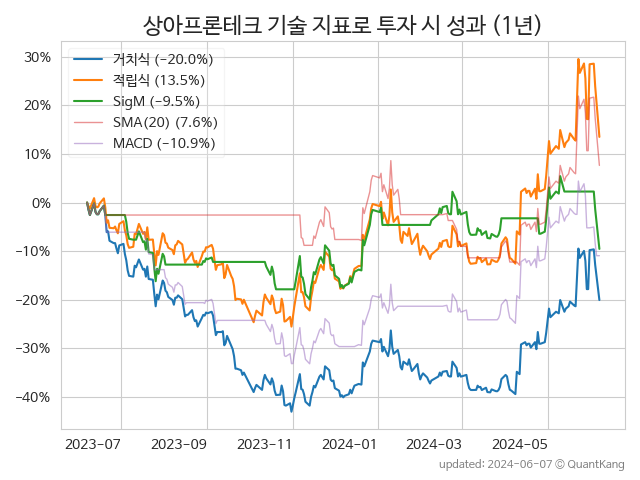 상아프론테크 기술 지표로 투자 시 성과 (1년)
거치식 (−20.0%)
적립식 (13.5%)
SigM (−9.5%)
SMA(20) (7.6%)
MACD (−10.9%)
30%
20%
10%
0%
−10%
−20%
−30%
−40%
2023−07 2023−09 2023−11 2024−01 2024−03 2024−05
updated: 2024-06-07 © QuantKang